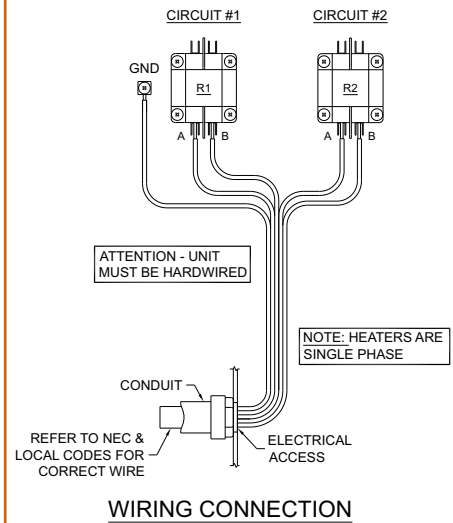 CIRCUIT #1
CIRCUIT #2
GND
R1
R2
A
B
A
B
ATTENTION - UNIT
MUST BE HARDWIRED
NOTE: HEATERS ARE
SINGLE PHASE
CONDUIT
REFER TO NEC &
LOCAL CODES FOR
CORRECT WIRE
ELECTRICAL
ACCESS
WIRING CONNECTION